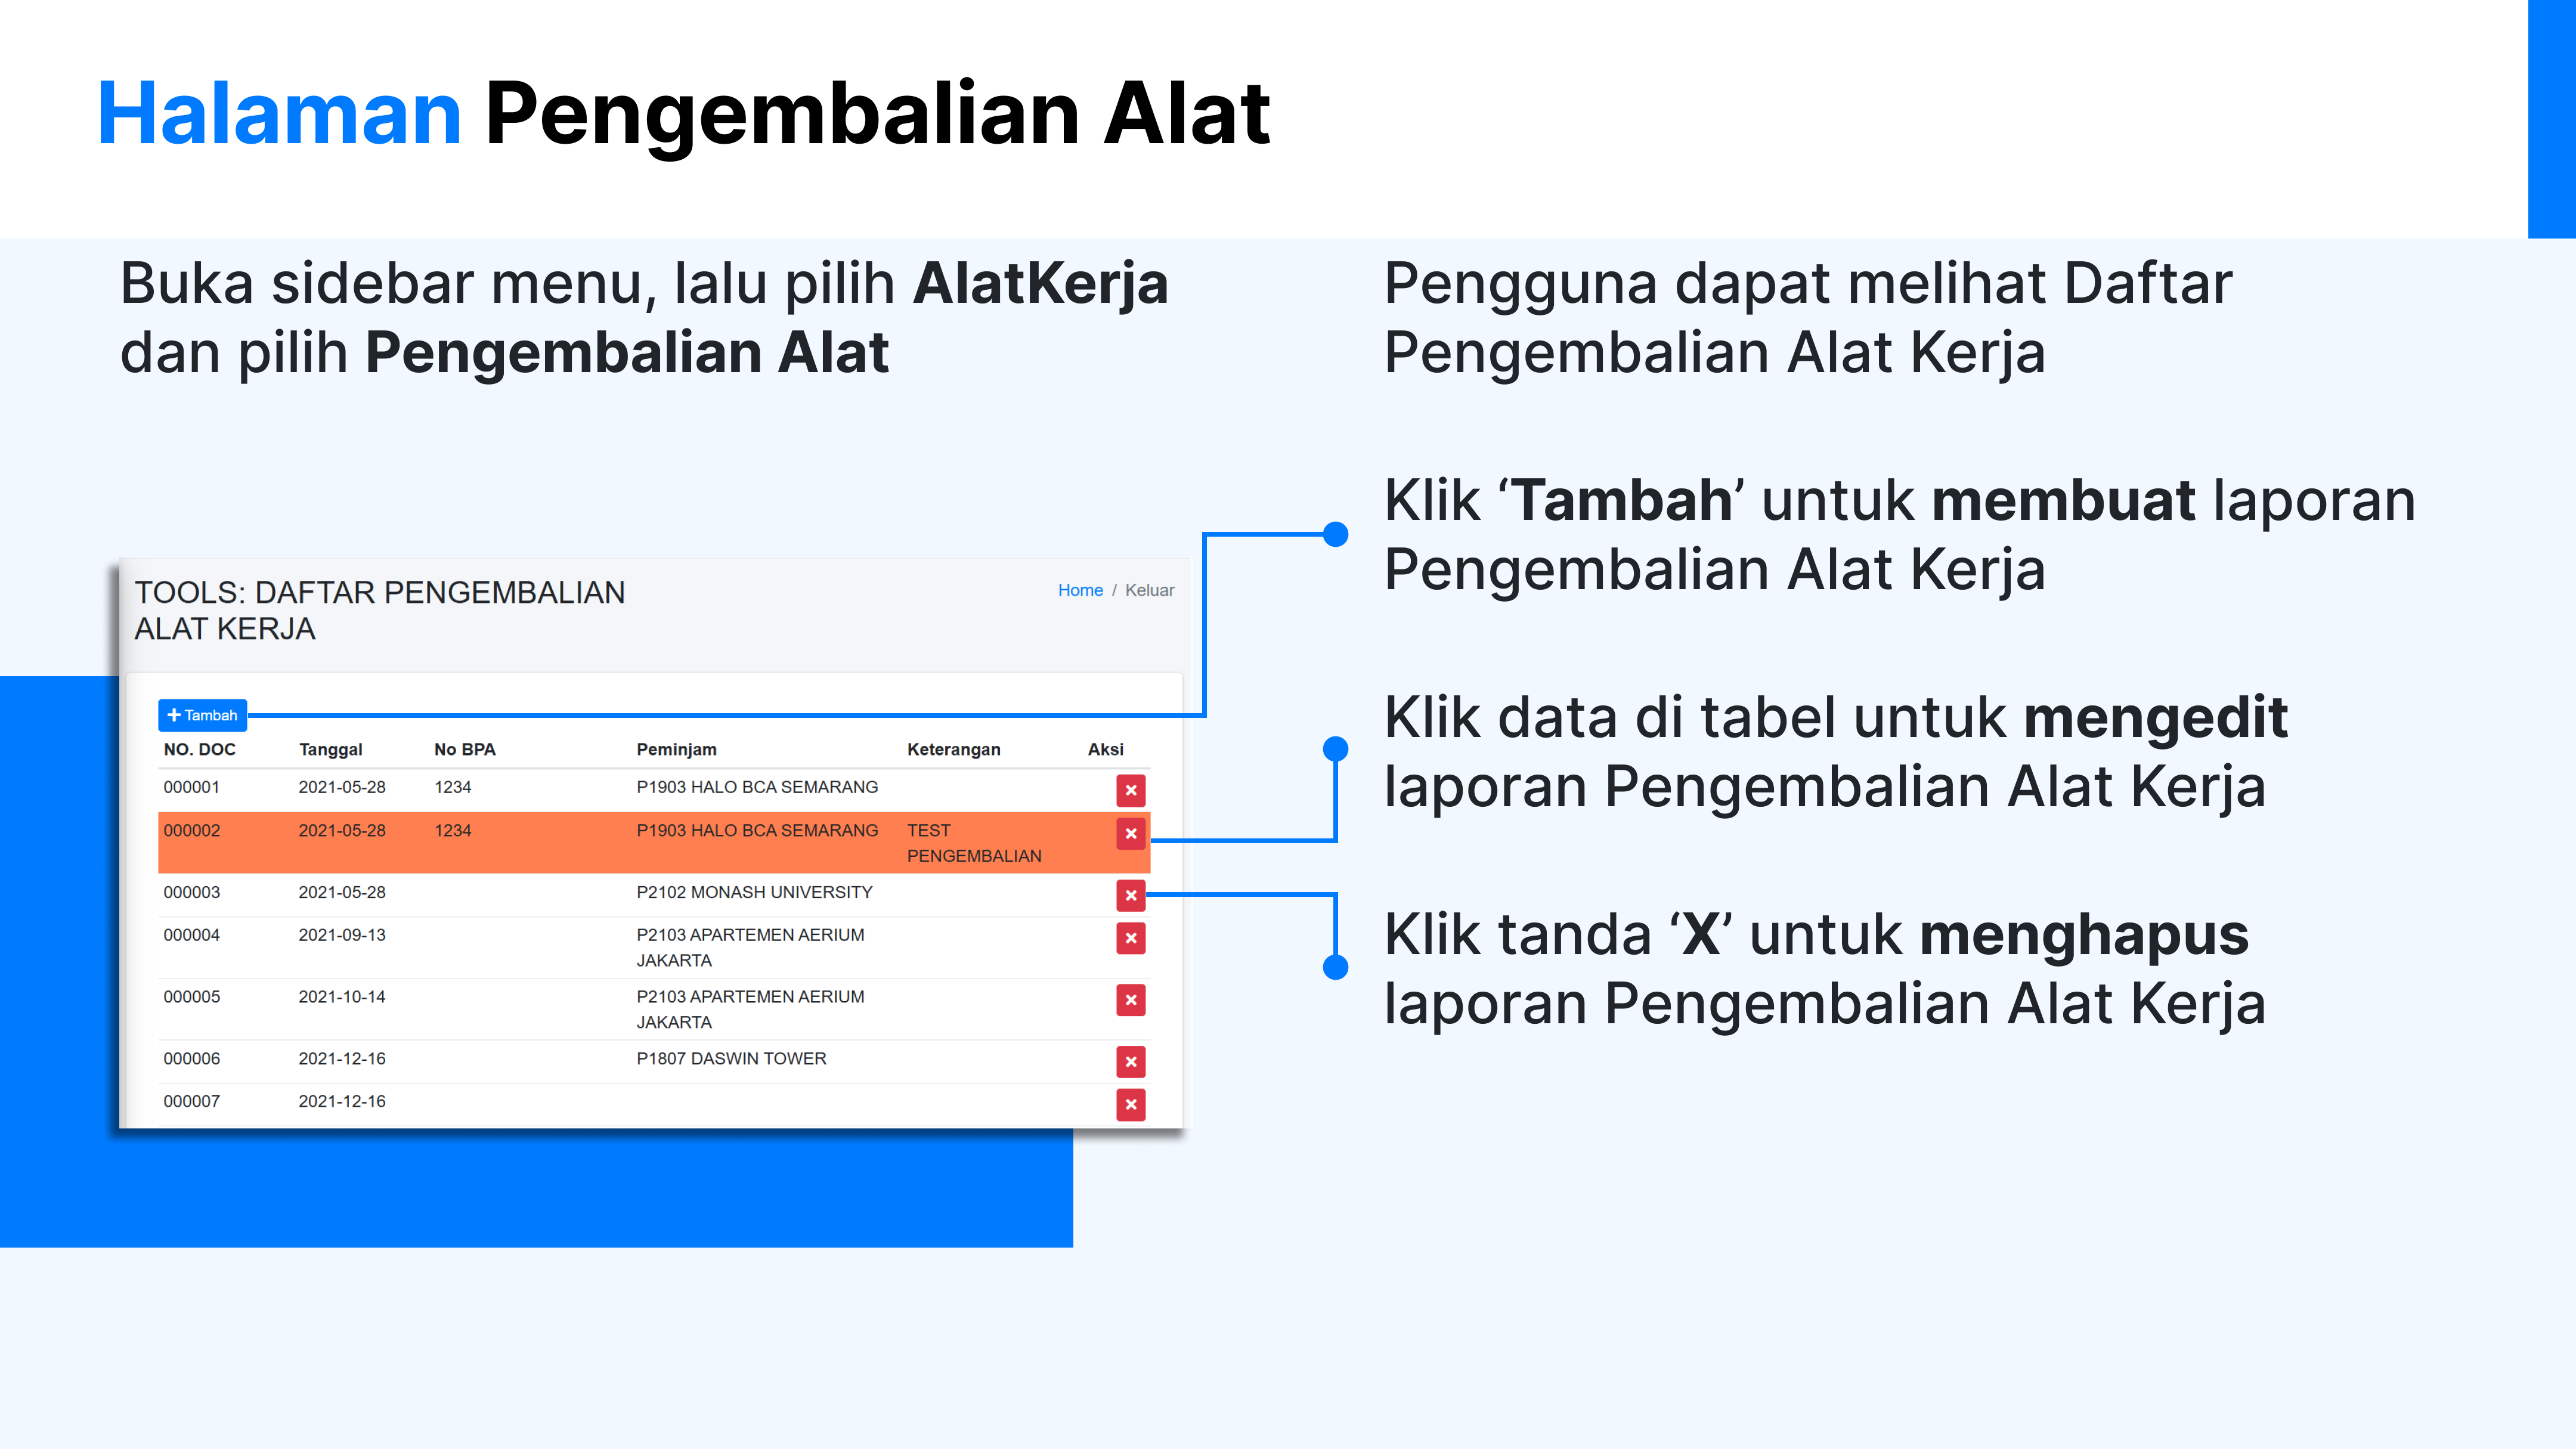 Halaman Pengembalian Alat
Buka sidebar menu, lalu pilih AlatKerja
dan pilih Pengembalian Alat
TOOLS: DAFTAR PENGEMBALIAN
ALAT KERJA
Home / Keluar
Tambah
NO. DOC Tanggal No BPA Peminjam Keterangan Aksi
000001 2021-05-28 1234 P1903 HALO BCA SEMARANG
000002 2021-05-28 1234 P1903 HALO BCA SEMARANG TEST
PENGEMBALIAN
000003 2021-05-28 P2102 MONASH UNIVERSITY
000004 2021-09-13 P2103 APARTEMEN AERIUM
JAKARTA
000005 2021-10-14 P2103 APARTEMEN AERIUM
JAKARTA
000006 2021-12-16 P1807 DASWIN TOWER
000007 2021-12-16
Pengguna dapat melihat Daftar
Pengembalian Alat Kerja
Klik ‘Tambah’ untuk membuat laporan
Pengembalian Alat Kerja
Klik data di tabel untuk mengedit
laporan Pengembalian Alat Kerja
Klik tanda ‘X’ untuk menghapus
laporan Pengembalian Alat Kerja